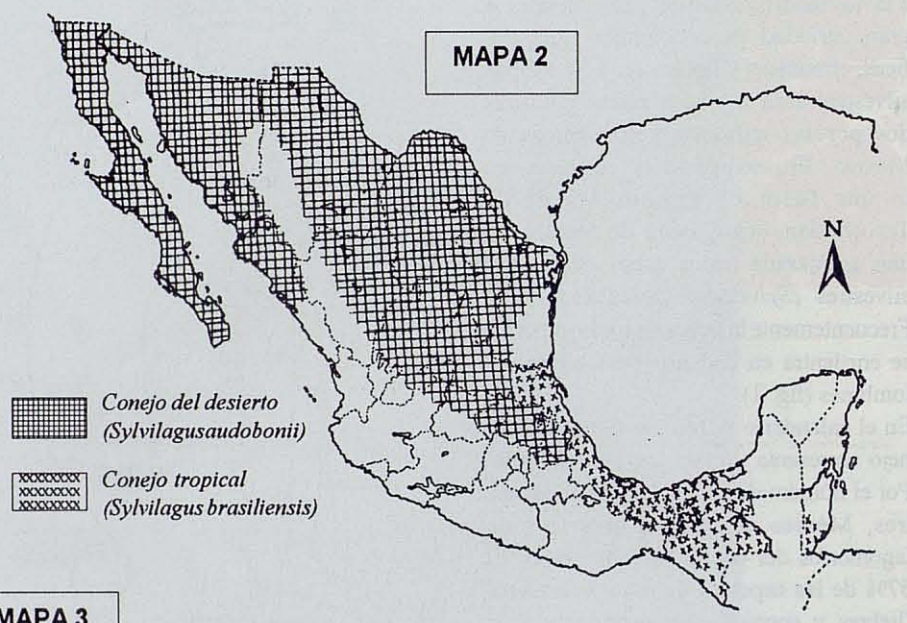 MAPA 2
N
Conejo del desierto
(Sylvilagusaudobonii)
Conejo tropical
(Sylvilagus brasiliensis)
MAPA 3